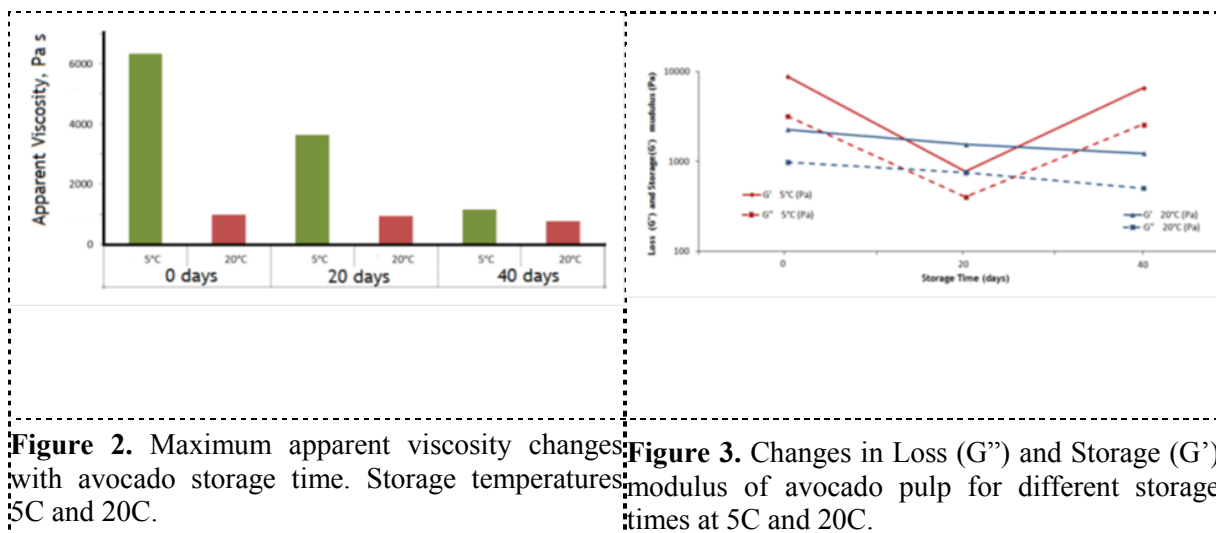 Apparent Viscosity, Pa s
6000
4000
2000
0
5°C 20°C 5°C 20°C 5°C 20°C
0 days 20 days 40 days
Figure 2. Maximum apparent viscosity changes
with avocado storage time. Storage temperatures
5C and 20C.
Loss (G") and Storage(G') mudulus (Pa)
10000
1000
100
G' 5°C (Pa)
G" 5°C (Pa)
G' 20°C (Pa)
G" 20°C (Pa)
0 20 40
Storage Time (days)
Figure 3. Changes in Loss (G”) and Storage (G’)
modulus of avocado pulp for different storage
times at 5C and 20C.